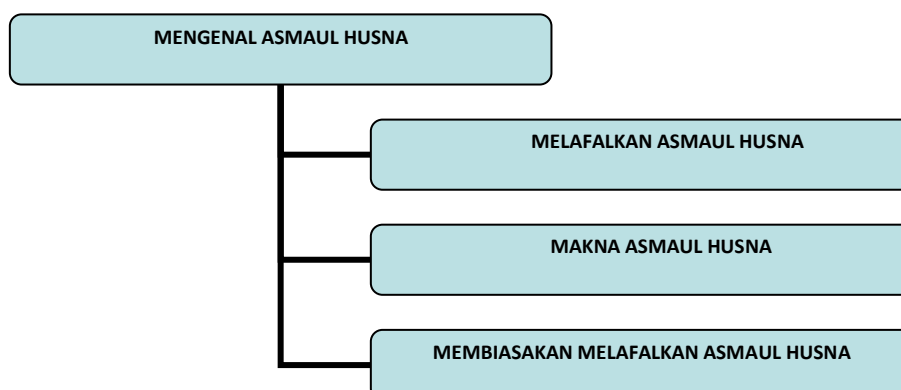 MENGENAL ASMAUL HUSNA
MELAFALKAN ASMAUL HUSNA
MAKNA ASMAUL HUSNA
MEMBIASAKAN MELAFALKAN ASMAUL HUSNA